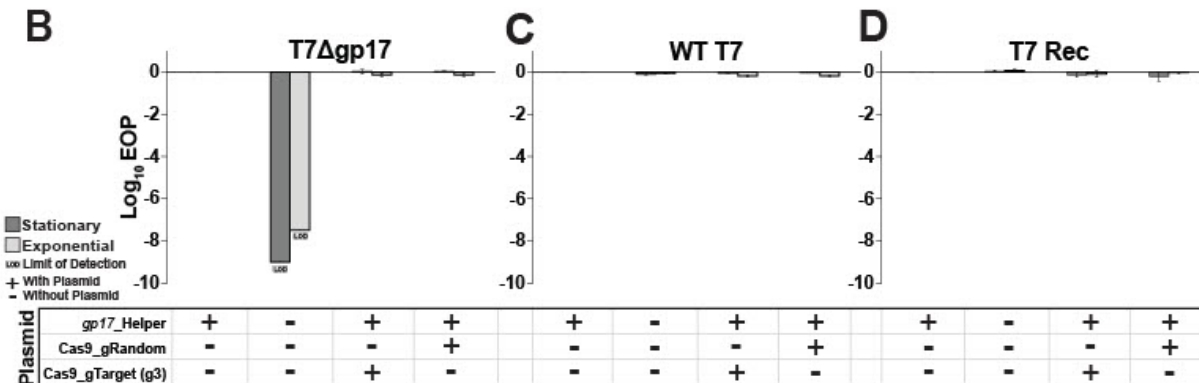 B
T7Δgp17
C
WT T7
D
T7 Rec
Log10 EOP
0
-2
-4
-6
-8
-10
LOD
LOD
0
-2
-4
-6
-8
-10
0
-2
-4
-6
-8
-10
Stationary
Exponential
LOD Limit of Detection
+ With Plasmid
- Without Plasmid
Plasmid
gp17_Helper + - + + + - + + + - + +
Cas9_gRandom - - - + - - - + - - - +
Cas9_gTarget (g3) - - + - - - + - - - + -